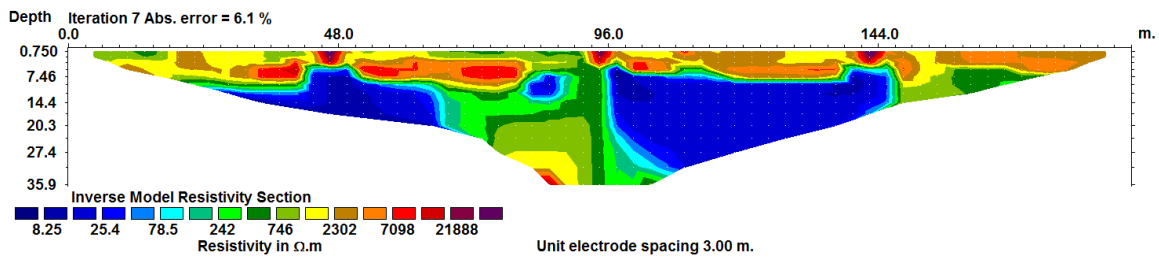 Depth Iteration 7 Abs. error = 6.1 %
0.0 48.0 96.0 144.0 m.
0.750
7.46
14.4
20.3
27.4
35.9
Inverse Model Resistivity Section
8.25 25.4 78.5 242 746 2302 7098 21888
Resistivity in Ω.m Unit electrode spacing 3.00 m.